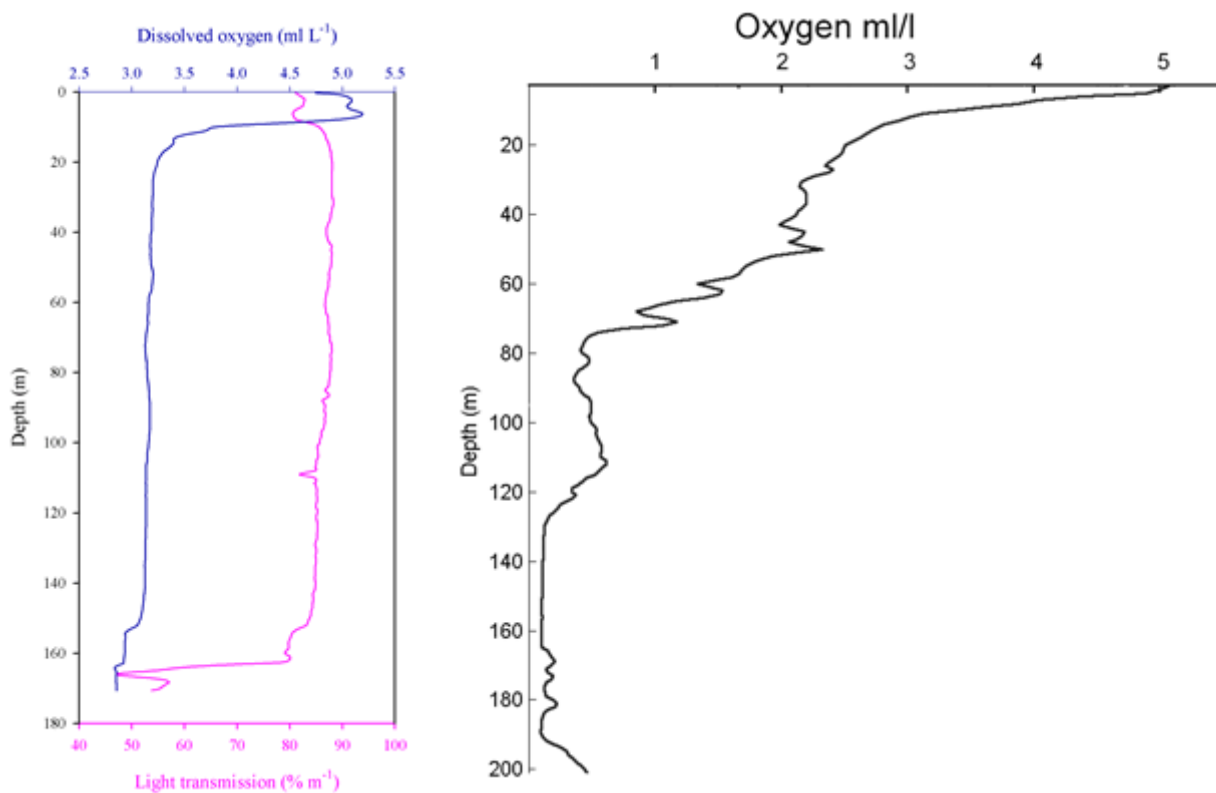 Dissolved oxygen (ml L-1)
2.5 3.0 3.5 4.0 4.5 5.0 5.5
0
20
40
60
80
100
120
140
160
180
Depth (m)
40 50 60 70 80 90 100
Light transmission (% m-1)
Oxygen ml/l
1 2 3 4 5
20
40
60
80
100
120
140
160
180
200
Depth (m)